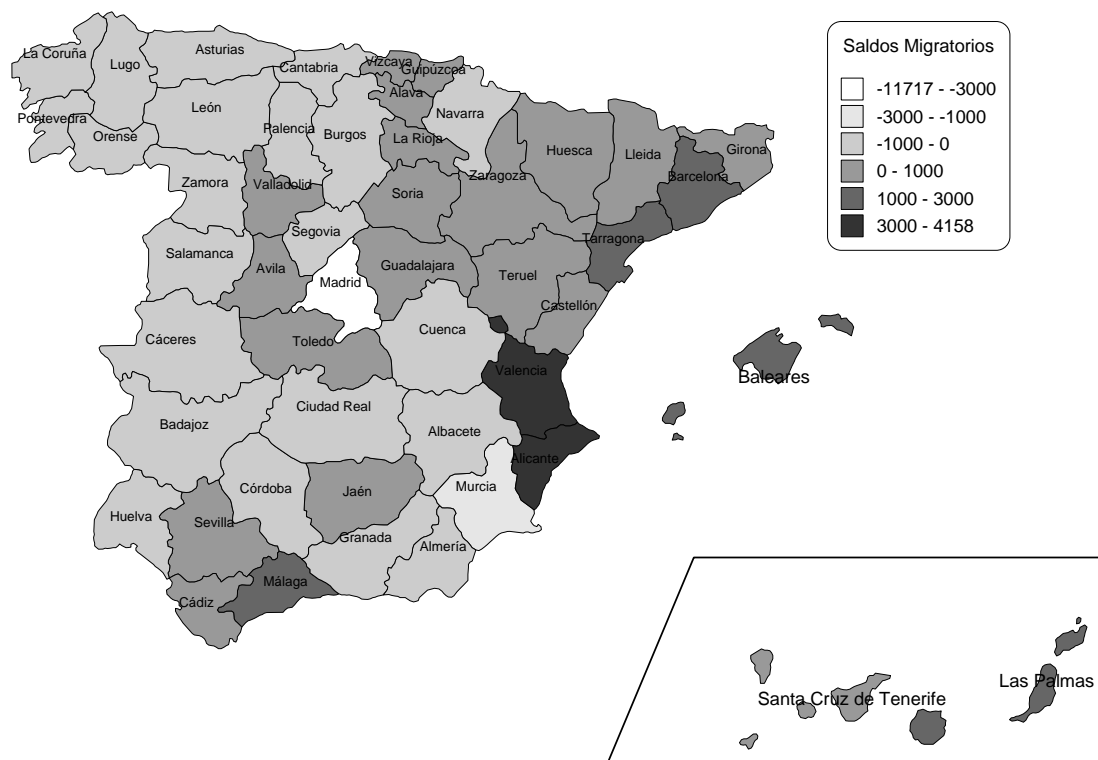 Saldos Migratorios
-11717 - -3000
-3000 - -1000
-1000 - 0
0 - 1000
1000 - 3000
3000 - 4158
La Coruña
Lugo
Asturias
Cantabria
Vizcaya
Guipúzcoa
Alava
Navarra
Pontevedra
Orense
León
Palencia
Burgos
La Rioja
Huesca
Lleida
Girona
Barcelona
Zaragoza
Zamora
Valladolid
Soria
Segovia
Tarragona
Salamanca
Avila
Madrid
Guadalajara
Teruel
Castellón
Cáceres
Toledo
Cuenca
Valencia
Baleares
Badajoz
Ciudad Real
Albacete
Alicante
Córdoba
Jaén
Murcia
Huelva
Sevilla
Granada
Almería
Málaga
Cádiz
Santa Cruz de Tenerife
Las Palmas